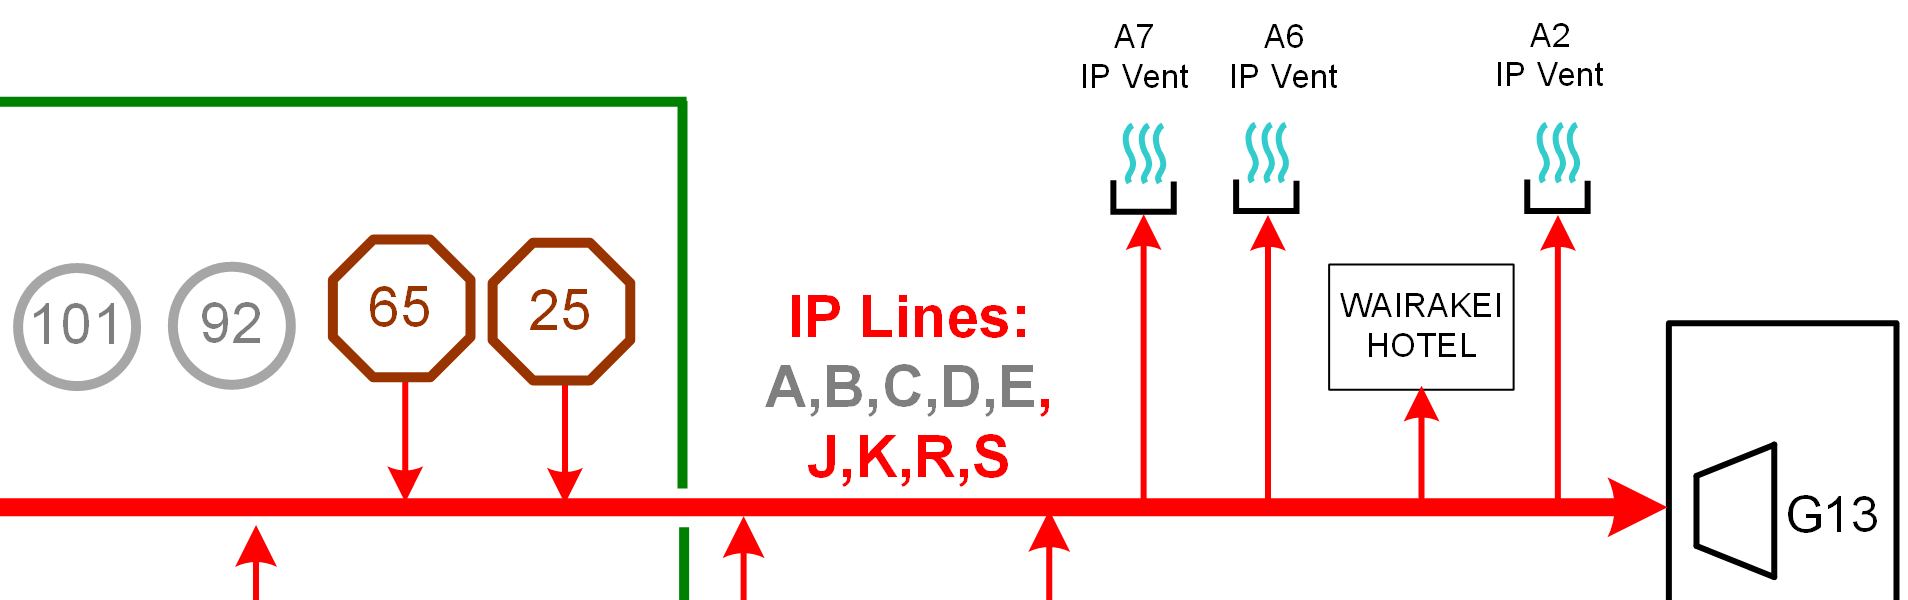 A7
IP Vent
A6
IP Vent
A2
IP Vent
101
92
65
25
IP Lines:
A,B,C,D,E,
J,K,R,S
WAIRAKEI
HOTEL
G13